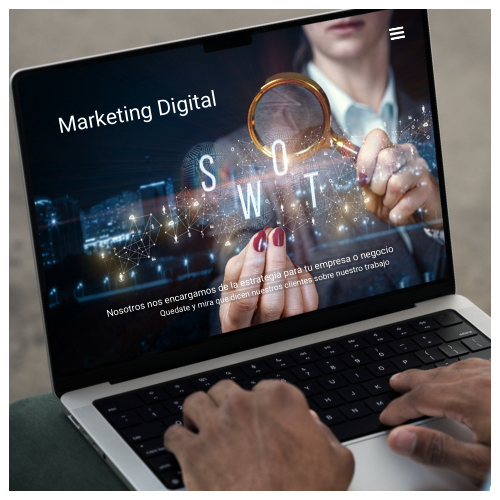 Marketing Digital
S
O
W
T
Nosotros nos encargamos de la estrategia para tu empresa o negocio
Quedate y mira que dicen nuestros clientes sobre nuestro trabajo